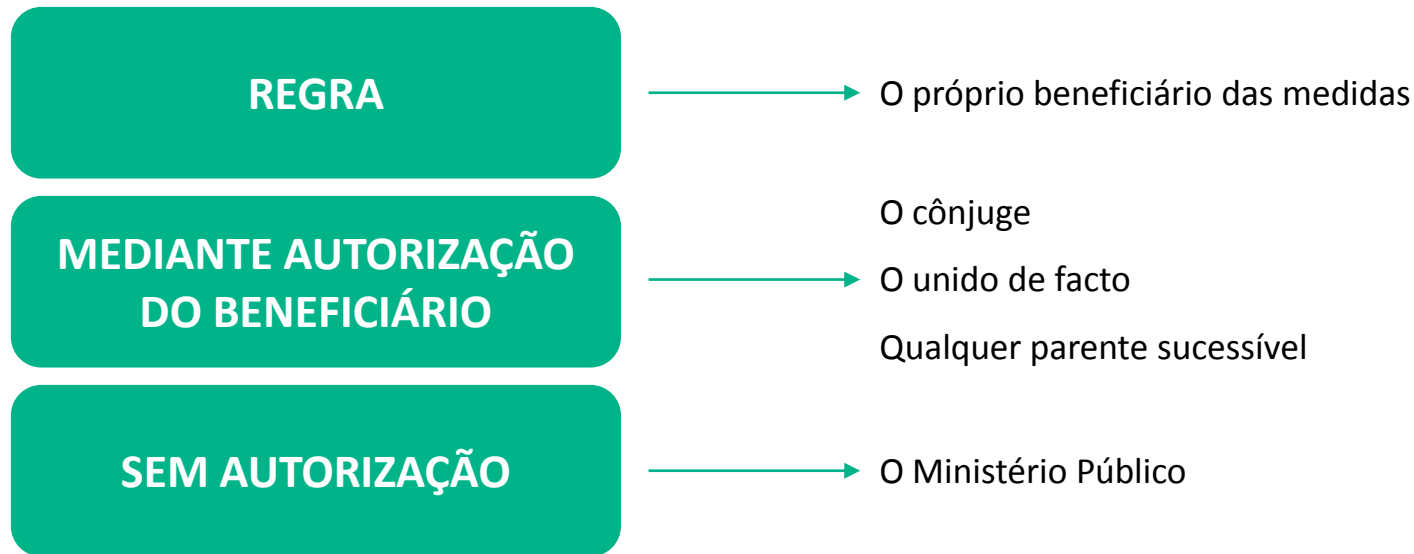 REGRA
O próprio beneficiário das medidas
MEDIANTE AUTORIZAÇÃO
DO BENEFICIÁRIO
O cônjuge
O unido de facto
Qualquer parente sucessível
SEM AUTORIZAÇÃO
O Ministério Público